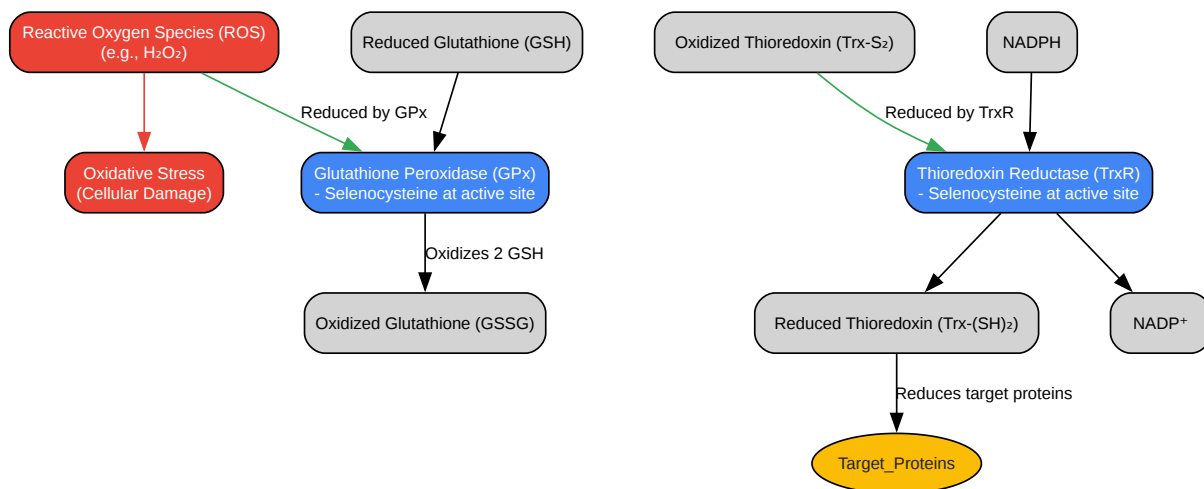 Reactive Oxygen Species (ROS)
(e.g., H₂O₂)
Reduced Glutathione (GSH)
Oxidized Thioredoxin (Trx-S₂)
NADPH
Reduced by GPx
Reduced by TrxR
Oxidative Stress
(Cellular Damage)
Glutathione Peroxidase (GPx)
- Selenocysteine at active site
Thioredoxin Reductase (TrxR)
- Selenocysteine at active site
Oxidizes 2 GSH
Oxidized Glutathione (GSSG)
Reduced Thioredoxin (Trx-(SH)₂)
NADP⁺
Reduces target proteins
Target_Proteins